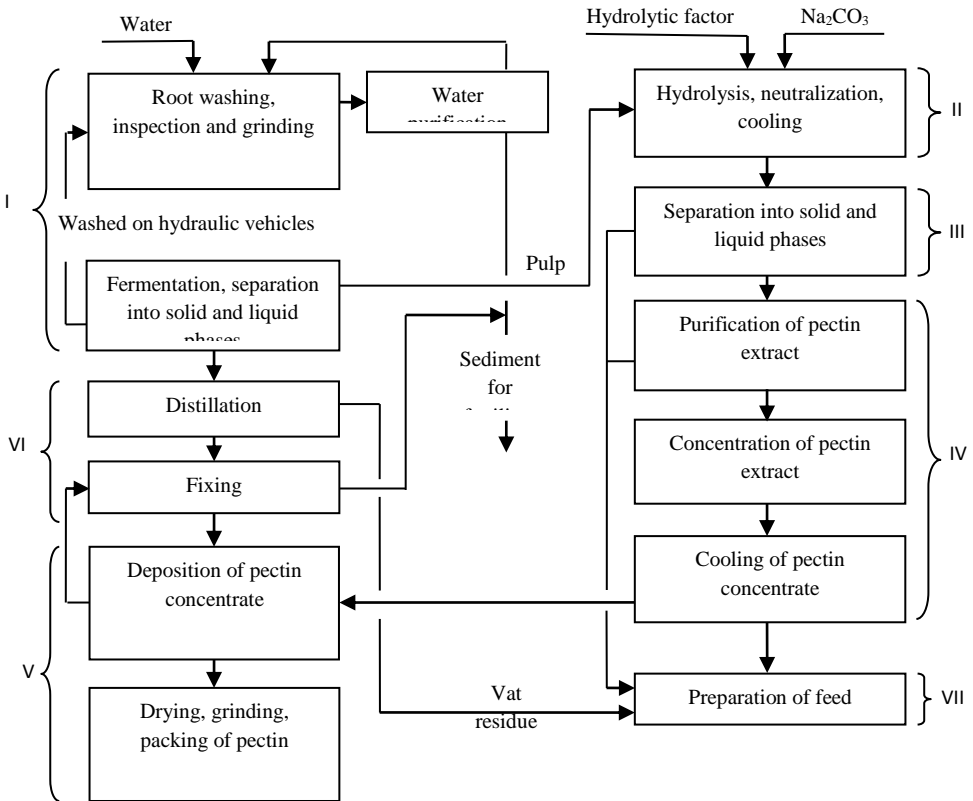 Water
Hydrolytic factor
Na₂CO₃
Root washing,
inspection and grinding
Water
purification
Hydrolysis, neutralization,
cooling
II
I
Washed on hydraulic vehicles
Separation into solid and
liquid phases
III
Pulp
Fermentation, separation
into solid and liquid
phases
Purification of pectin
extract
Sediment
for
Distillation
VI
Concentration of pectin
extract
IV
Fixing
Deposition of pectin
concentrate
Cooling of pectin
concentrate
V
Drying, grinding,
packing of pectin
Vat
residue
Preparation of feed
VII